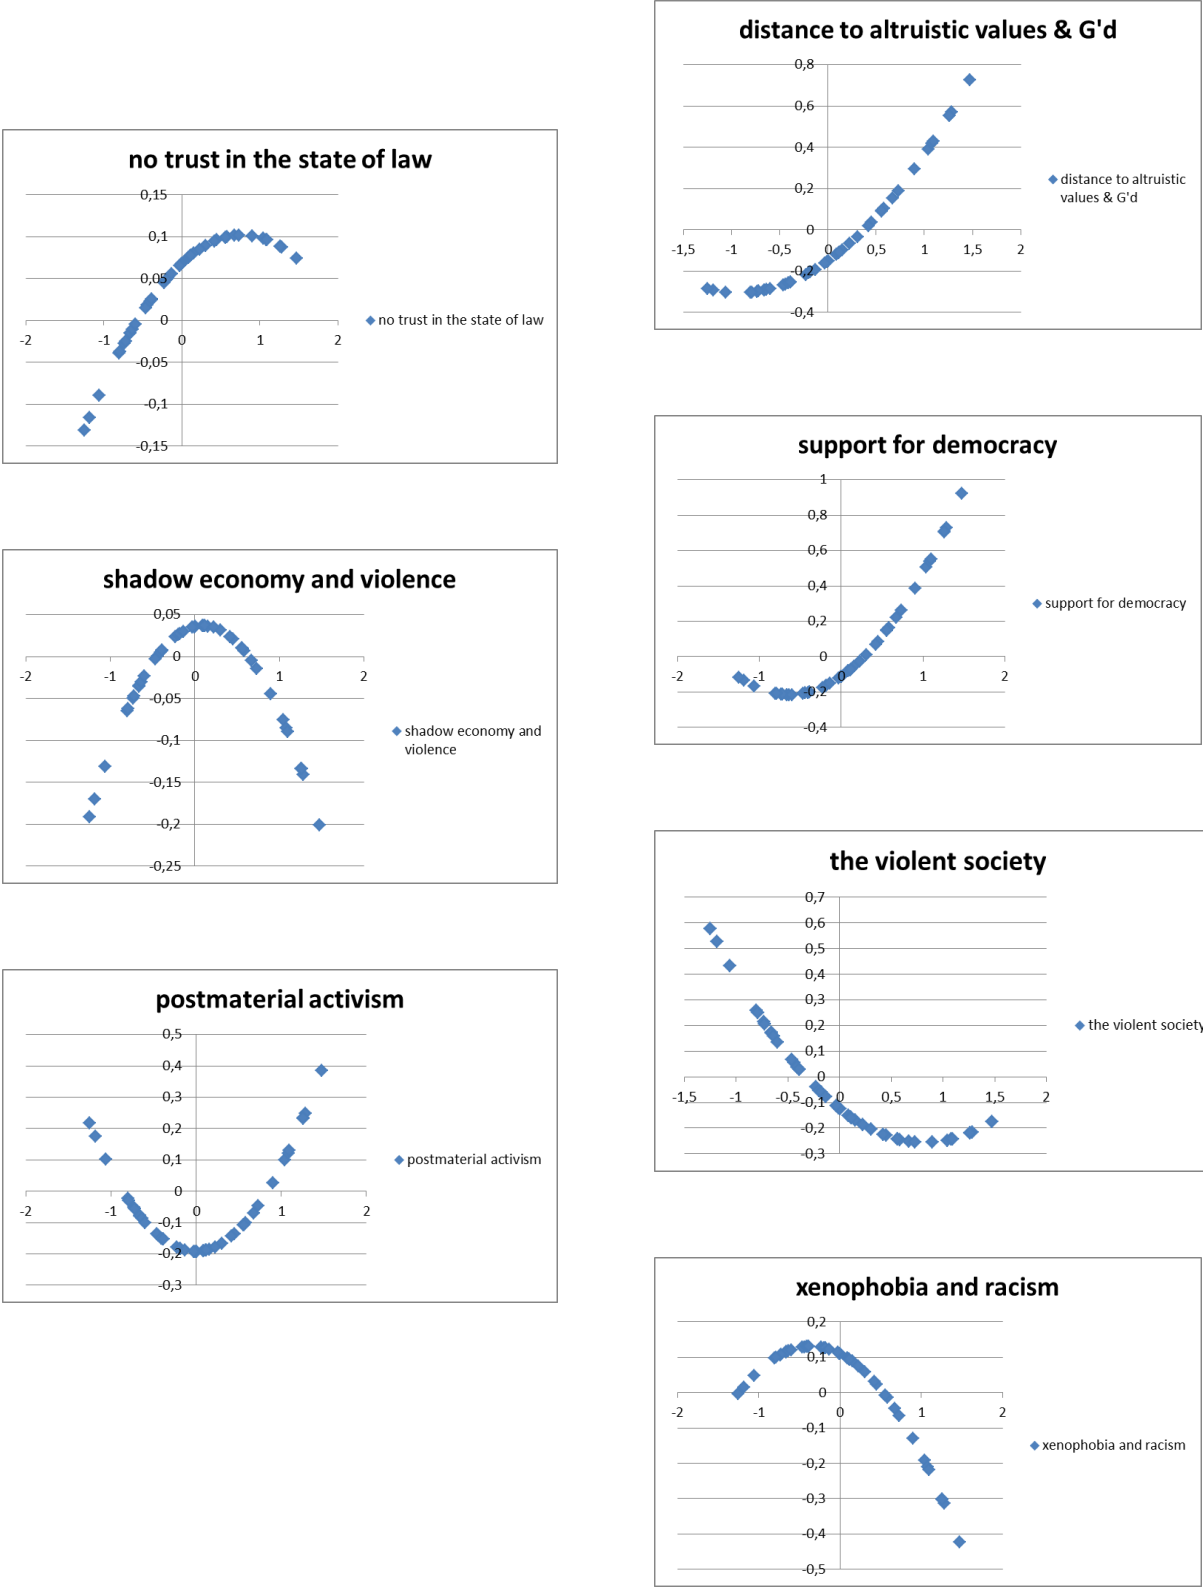 distance to altruistic values & G'd
0,8
0,6
0,4
0,2
0
-0,2
-0,4
-1,5 -1 -0,5 0 0,5 1 1,5 2
distance to altruistic
values & G'd
no trust in the state of law
0,15
0,1
0,05
0
-0,05
-0,1
-0,15
-2 -1 0 1 2
no trust in the state of law
support for democracy
1
0,8
0,6
0,4
0,2
0
-0,2
-0,4
-2 -1 0 1 2
support for democracy
shadow economy and violence
0,05
0
-0,05
-0,1
-0,15
-0,2
-0,25
-2 -1 0 1 2
shadow economy and
violence
the violent society
0,7
0,6
0,5
0,4
0,3
0,2
0,1
0
-0,1
-0,2
-0,3
-1,5 -1 -0,5 0 0,5 1 1,5 2
the violent society
postmaterial activism
0,5
0,4
0,3
0,2
0,1
0
-0,1
-0,2
-0,3
-2 -1 0 1 2
postmaterial activism
xenophobia and racism
0,2
0,1
0
-0,1
-0,2
-0,3
-0,4
-0,5
-2 -1 0 1 2
xenophobia and racism